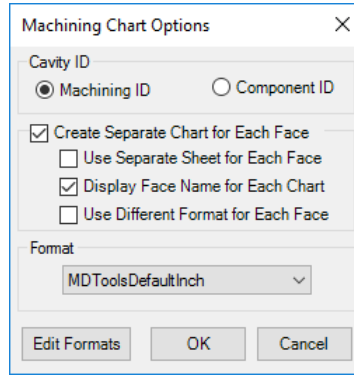 Machining Chart Options
Cavity ID
Machining ID Component ID
Create Separate Chart for Each Face
Use Separate Sheet for Each Face
Display Face Name for Each Chart
Use Different Format for Each Face
Format
MDToolsDefaultInch
Edit Formats OK Cancel